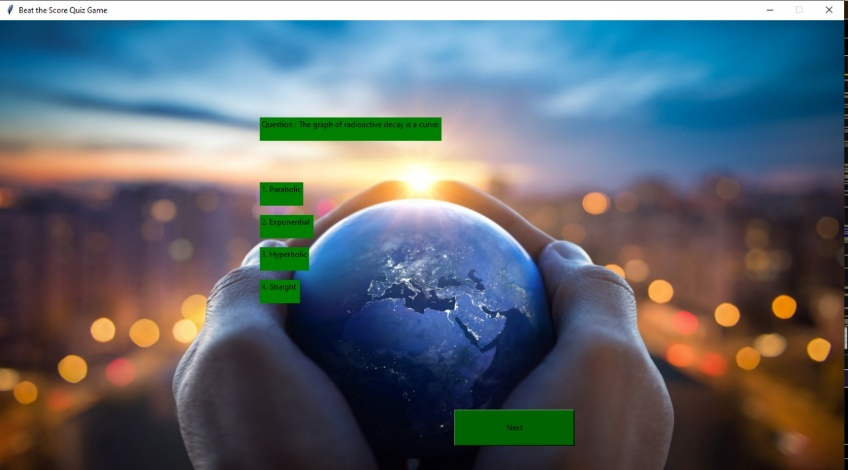 Beat the Score Quiz Game
Question : The graph of radioactive decay is a curve:
1. Parabolic
2. Exponential
3. Hyperbolic
4. Straight
Next